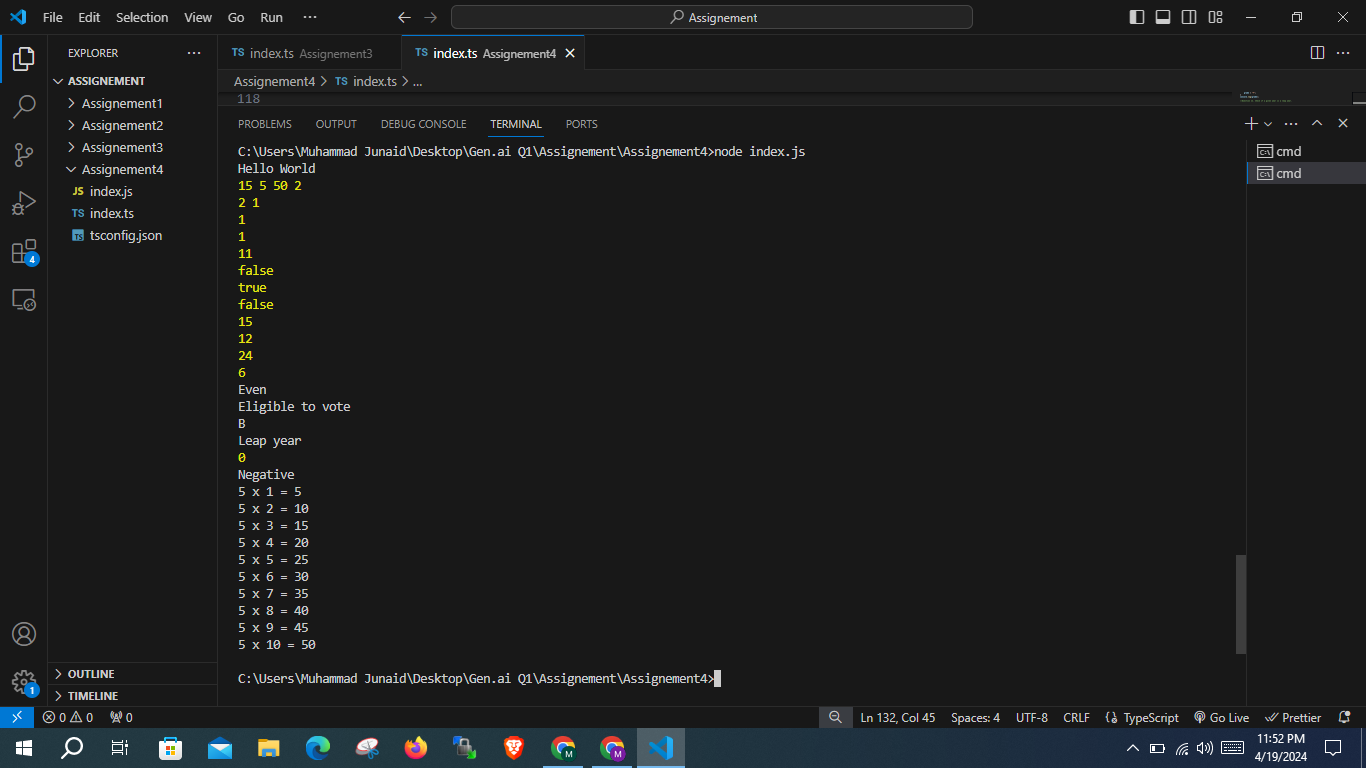 File Edit Selection View Go Run ··· Assignement
EXPLORER ···
ASSIGNEMENT
Assignement1
Assignement2
Assignement3
Assignement4
JS index.js
TS index.ts
TS tsconfig.json
OUTLINE
TIMELINE
4
1
TS index.ts Assignement3 TS index.ts Assignement4
Assignement4 > TS index.ts > ...
118
PROBLEMS OUTPUT DEBUG CONSOLE TERMINAL PORTS
cmd
cmd
C:\Users\Muhammad Junaid\Desktop\Gen.ai Q1\Assignement\Assignement4>node index.js
Hello World
15 5 50 2
2 1
1
1
11
false
true
false
15
12
24
6
Even
Eligible to vote
B
Leap year
0
Negative
5 x 1 = 5
5 x 2 = 10
5 x 3 = 15
5 x 4 = 20
5 x 5 = 25
5 x 6 = 30
5 x 7 = 35
5 x 8 = 40
5 x 9 = 45
5 x 10 = 50
C:\Users\Muhammad Junaid\Desktop\Gen.ai Q1\Assignement\Assignement4>
0 0 0 Ln 132, Col 45 Spaces: 4 UTF-8 CRLF {} TypeScript Go Live Prettier
11:52 PM
4/19/2024